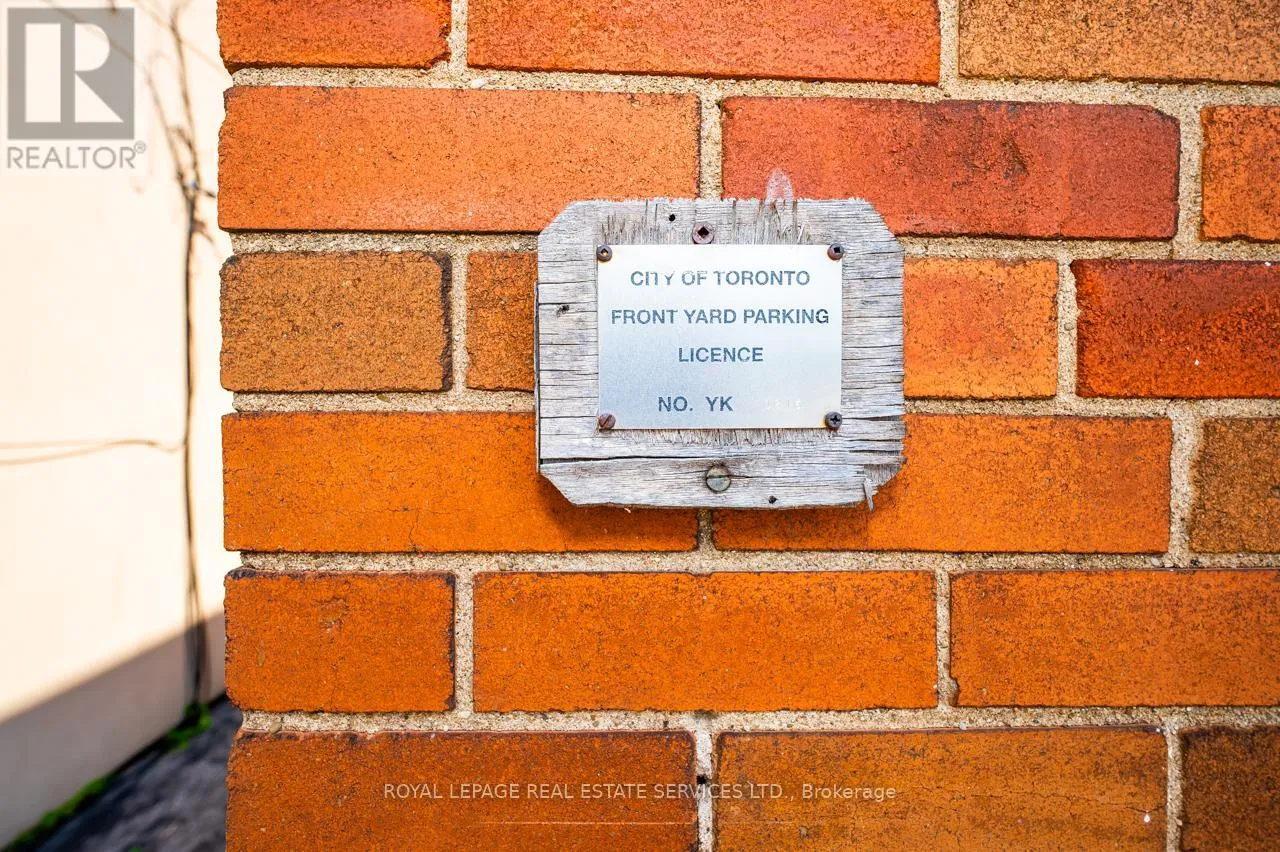 R
REALTOR®
CITY OF TORONTO
FRONT YARD PARKING
LICENCE
NO. YK
ROYAL LEPAGE REAL ESTATE SERVICES LTD., Brokerage